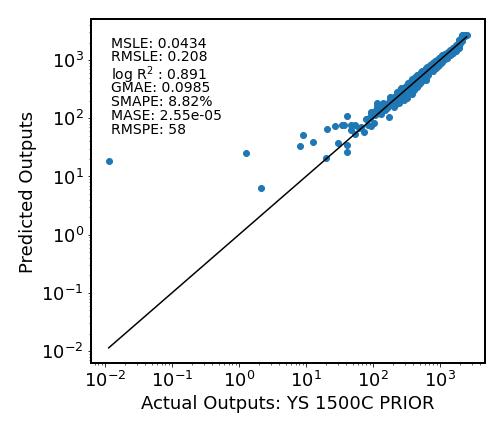 MSLE: 0.0434
RMSLE: 0.208
log R² : 0.891
GMAE: 0.0985
SMAPE: 8.82%
MASE: 2.55e-05
RMSPE: 58
10³
10²
10¹
10⁰
10⁻¹
10⁻²
Predicted Outputs
10⁻² 10⁻¹ 10⁰ 10¹ 10² 10³
Actual Outputs: YS 1500C PRIOR